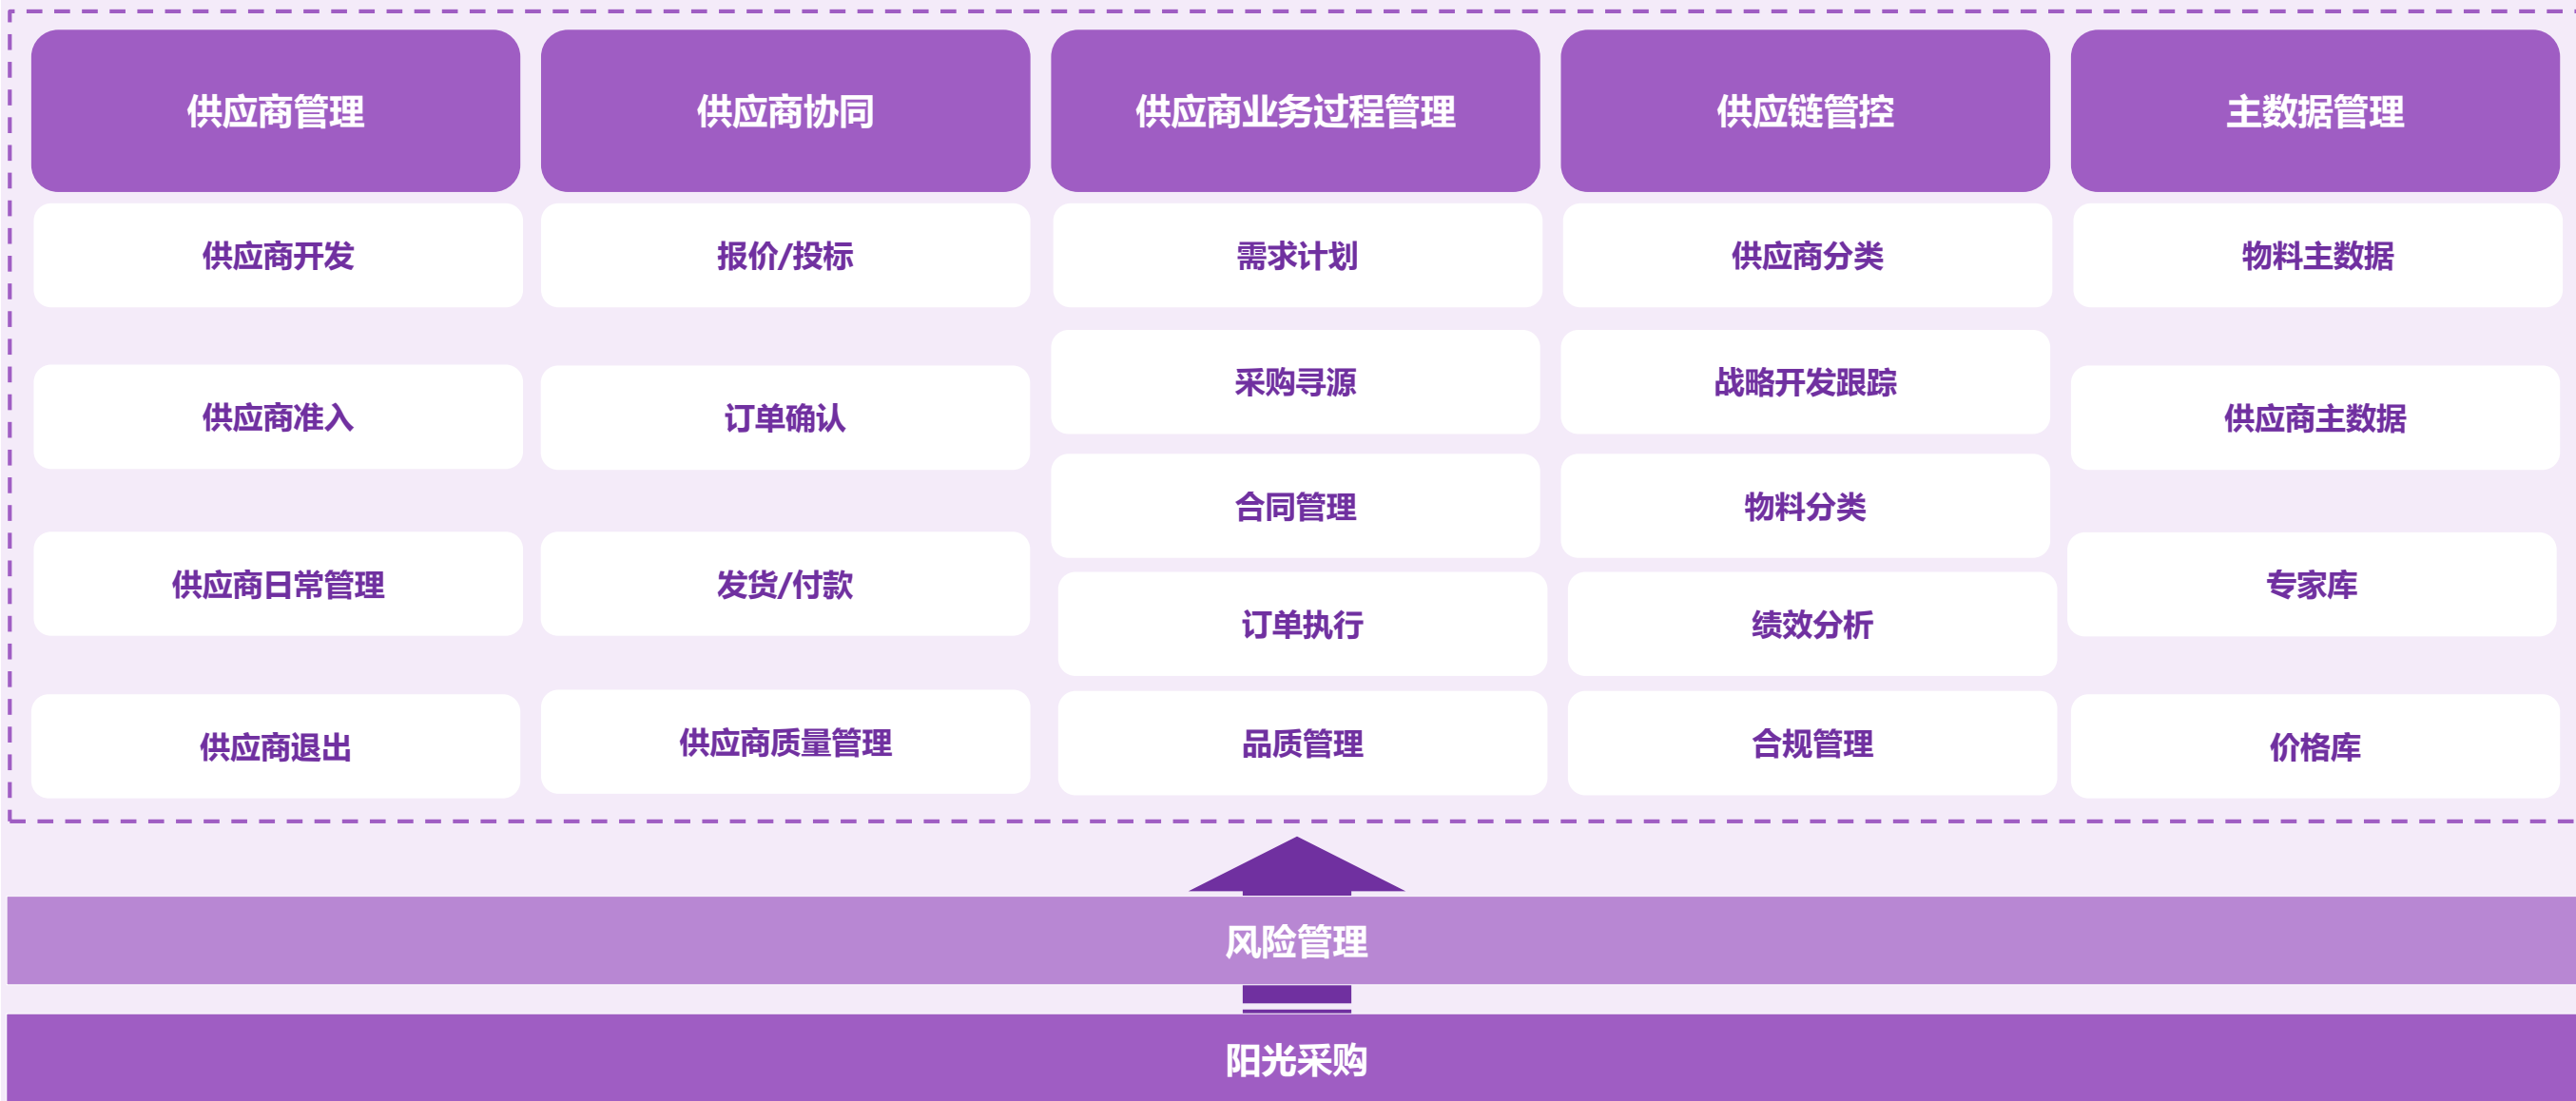 供应商管理
供应商协同
供应商业务过程管理
供应链管控
主数据管理
供应商开发
供应商准入
供应商日常管理
供应商退出
报价/投标
订单确认
发货/付款
供应商质量管理
需求计划
采购寻源
合同管理
订单执行
品质管理
供应商分类
战略开发跟踪
物料分类
绩效分析
合规管理
物料主数据
供应商主数据
专家库
价格库
风险管理
阳光采购